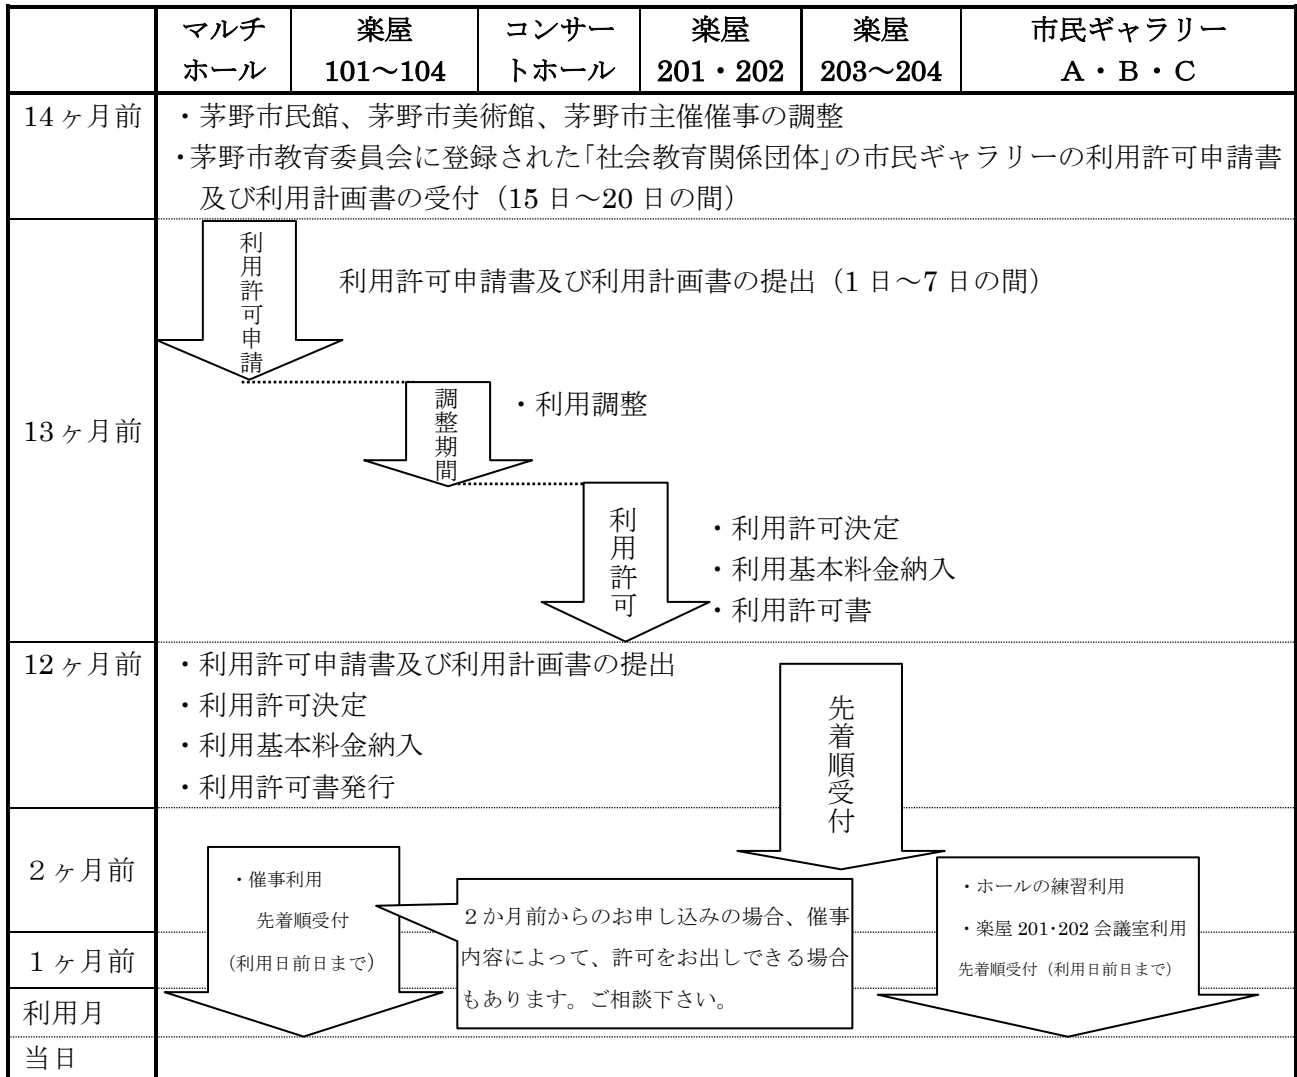 マルチ
ホール
楽屋
101～104
コンサー
トホール
楽屋
201・202
楽屋
203～204
市民ギャラリー
A・B・C
14ヶ月前
・茅野市民館、茅野市美術館、茅野市主催催事の調整
・茅野市教育委員会に登録された「社会教育関係団体」の市民ギャラリーの利用許可申請書
及び利用計画書の受付（15日～20日の間）
13ヶ月前
利用許可申請
利用許可申請書及び利用計画書の提出（1日～7日の間）
調整期間
・利用調整
利用許可
・利用許可決定
・利用基本料金納入
・利用許可書
12ヶ月前
・利用許可申請書及び利用計画書の提出
・利用許可決定
・利用基本料金納入
・利用許可書発行
先着順受付
２ヶ月前
・催事利用
先着順受付
（利用日前日まで）
２か月前からのお申し込みの場合、催事
内容によって、許可をお出しできる場合
もあります。ご相談下さい。
・ホールの練習利用
・楽屋201・202会議室利用
先着順受付（利用日前日まで）
１ヶ月前
利用月
当日